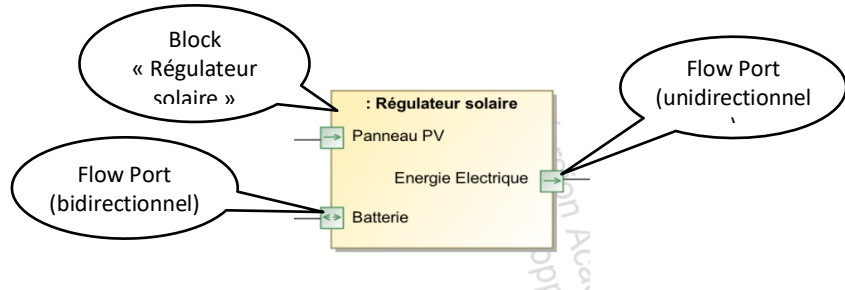 Block
« Régulateur
solaire »
: Régulateur solaire
Panneau PV
Energie Electrique
Batterie
Flow Port
(unidirectionnel
)
Flow Port
(bidirectionnel)